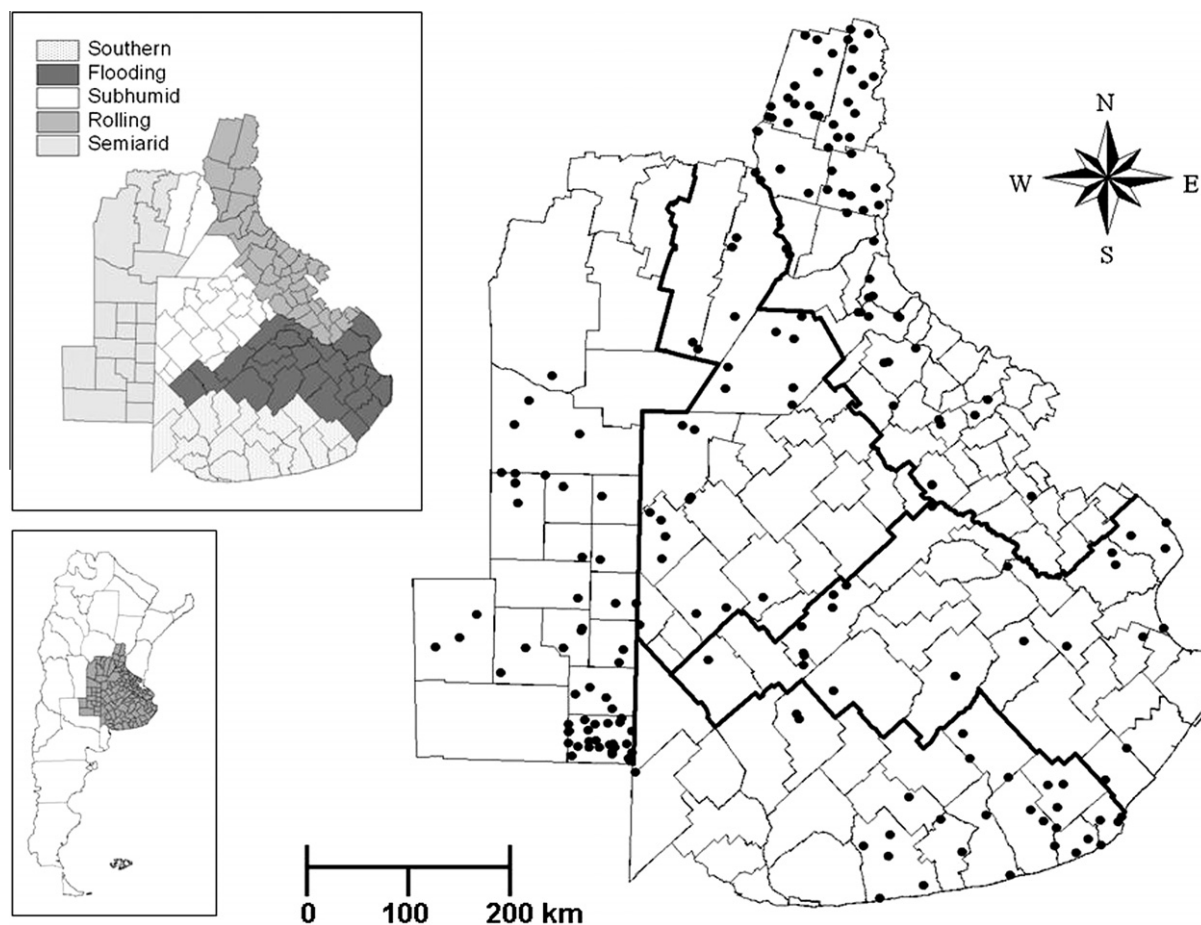 Southern
Flooding
Subhumid
Rolling
Semiarid
N
W E
S
0 100 200 km